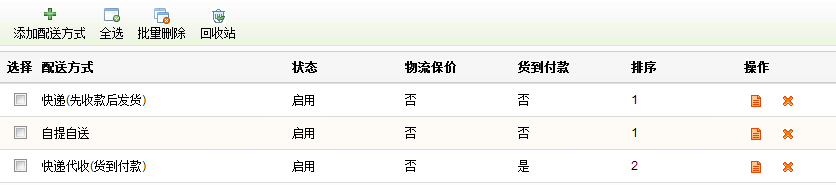 添加配送方式 全选 批量删除 回收站
选择 配送方式 状态 物流保价 货到付款 排序 操作
快递(先收款后发货) 启用 否 否 1
自提自送 启用 否 否 1
快递代收(货到付款) 启用 否 是 2